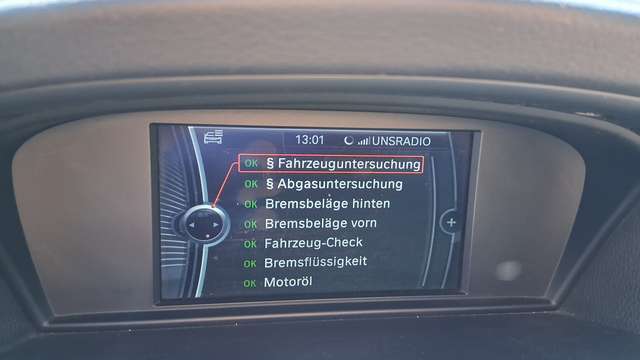 13:01 UNSRADIO
OK § Fahrzeuguntersuchung
OK § Abgasuntersuchung
OK Bremsbeläge hinten
OK Bremsbeläge vorn
OK Fahrzeug-Check
OK Bremsflüssigkeit
OK Motoröl